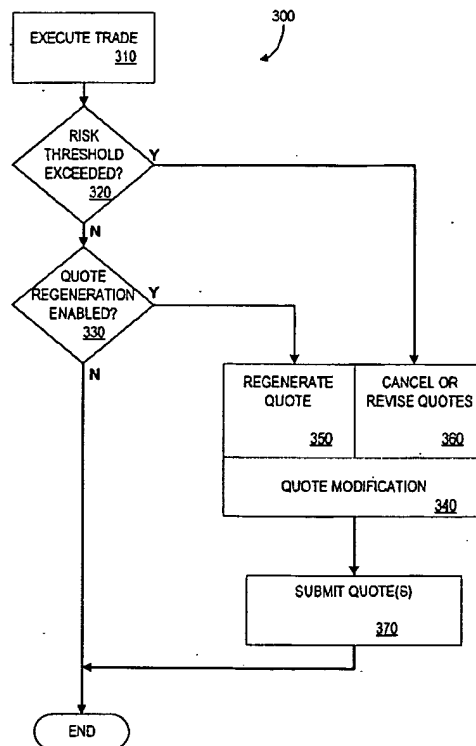 300
EXECUTE TRADE
310
RISK
THRESHOLD
EXCEEDED?
320
Y
N
QUOTE
REGENERATION
ENABLED?
330
Y
N
REGENERATE
QUOTE
350
CANCEL OR
REVISE QUOTES
360
QUOTE MODIFICATION
340
SUBMIT QUOTE(S)
370
END